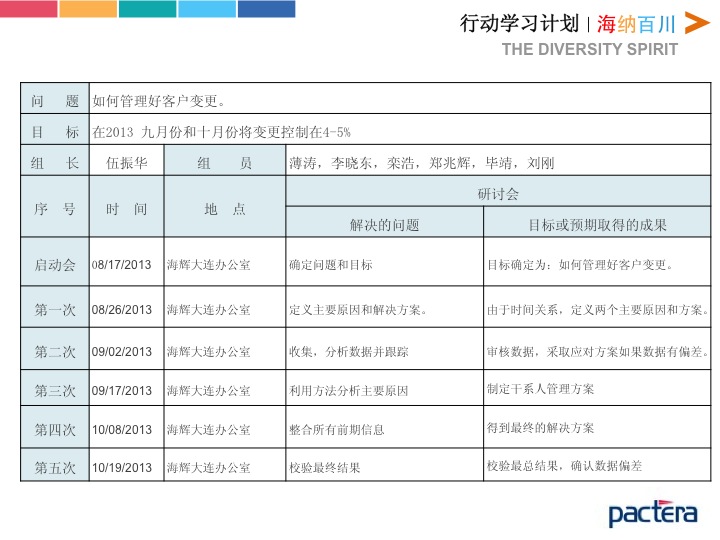 行动学习计划 | 海纳百川
THE DIVERSITY SPIRIT
问 题 如何管理好客户变更。
目 标 在2013 九月份和十月份将变更控制在4-5%
组 长 伍振华 组 员 薄涛，李晓东，栾浩，郑兆辉，毕靖，刘刚
序 号 时 间 地 点 研讨会
解决的问题 目标或预期取得的成果
启动会 08/17/2013 海辉大连办公室 确定问题和目标 目标确定为：如何管理好客户变更。
第一次 08/26/2013 海辉大连办公室 定义主要原因和解决方案。 由于时间关系，定义两个主要原因和方案。
第二次 09/02/2013 海辉大连办公室 收集，分析数据并跟踪 审核数据，采取应对方案如果数据有偏差。
第三次 09/17/2013 海辉大连办公室 利用方法分析主要原因 制定干系人管理方案
第四次 10/08/2013 海辉大连办公室 整合所有前期信息 得到最终的解决方案
第五次 10/19/2013 海辉大连办公室 校验最终结果 校验最总结果，确认数据偏差
pactera